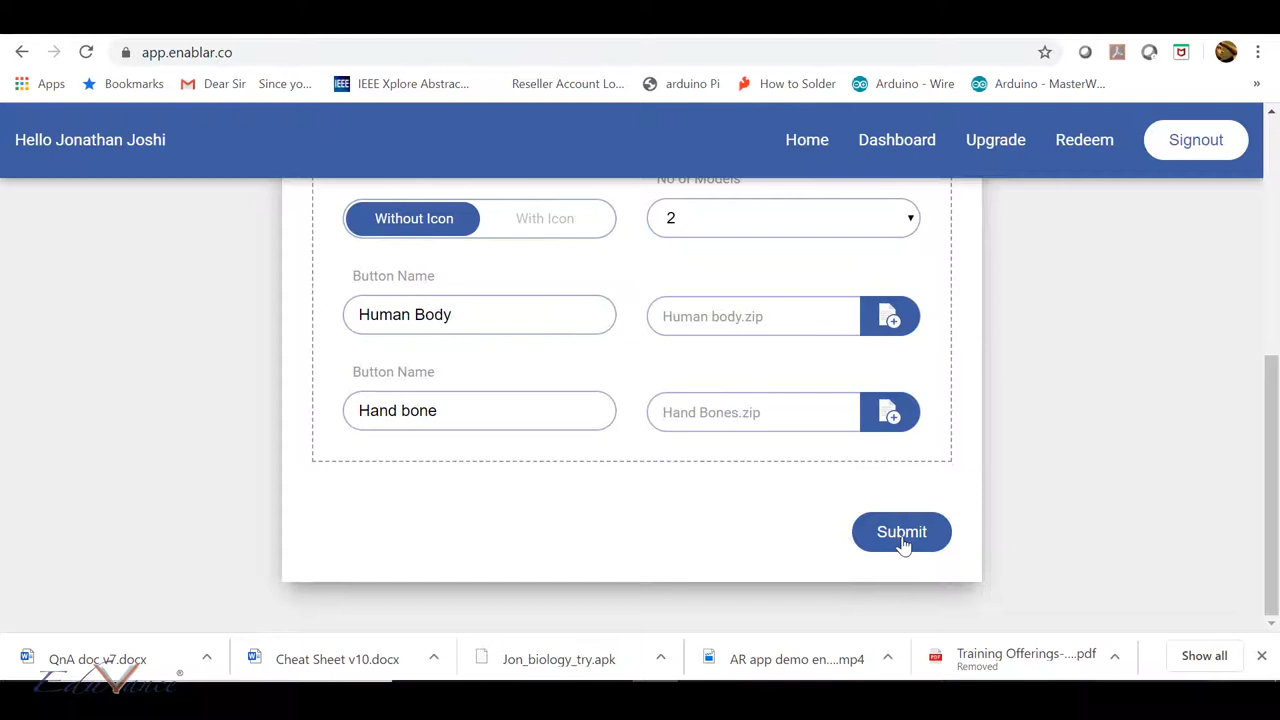 app.enablar.co
Apps Bookmarks Dear Sir Since yo... IEEE Xplore Abstrac... Reseller Account Lo... arduino Pi How to Solder Arduino - Wire Arduino - MasterW... »
Hello Jonathan Joshi Home Dashboard Upgrade Redeem Signout
No of Models
Without Icon With Icon 2
Button Name
Human Body Human body.zip
Button Name
Hand bone Hand Bones.zip
Submit
QnA doc v7.docx Cheat Sheet v10.docx Jon_biology_try.apk AR app demo en....mp4 Training Offerings-....pdf Show all
Removed
EduVance ®